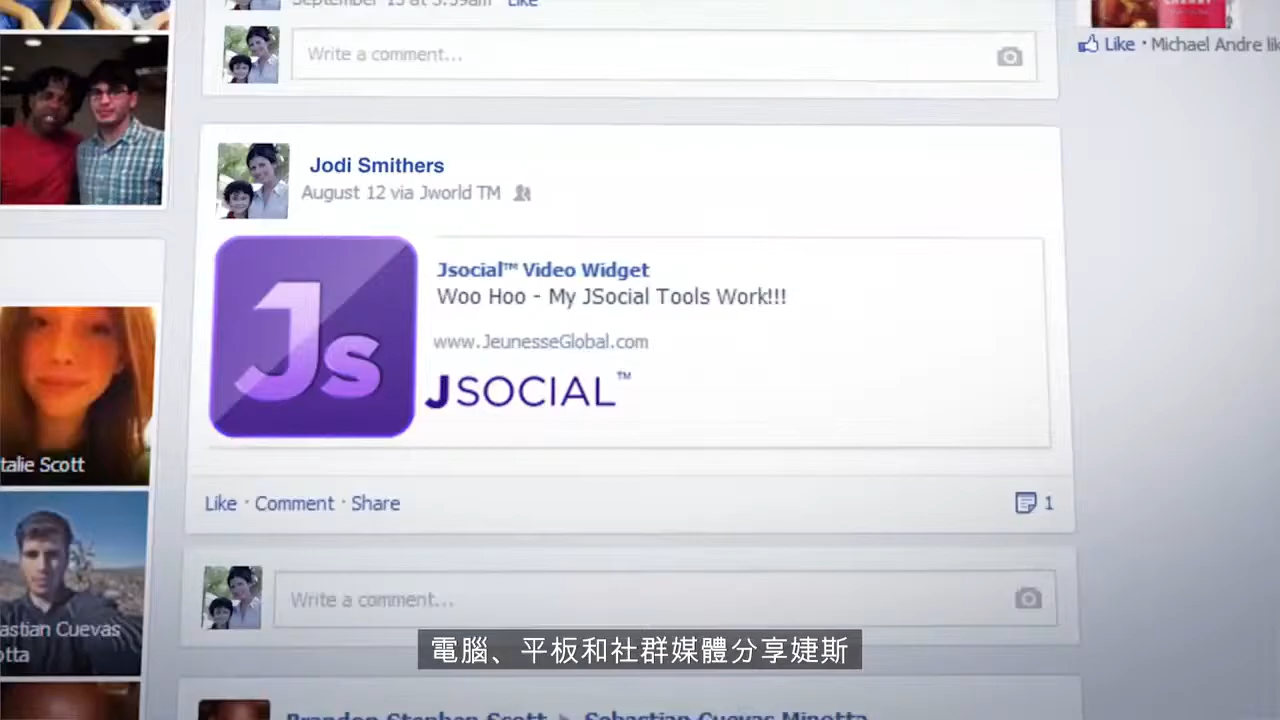 September 13 at 5:39am Like
Write a comment...
Like · Michael Andre lik
Jodi Smithers
August 12 via Jworld TM
Js
Jsocial™ Video Widget
Woo Hoo - My JSocial Tools Work!!!
www.JeunesseGlobal.com
JSOCIAL™
talie Scott
Like · Comment · Share
1
Write a comment...
astian Cuevas
otta
電腦、平板和社群媒體分享婕斯
Brandon Stephen Scott ▸ Sebastian Cuevas Minotta